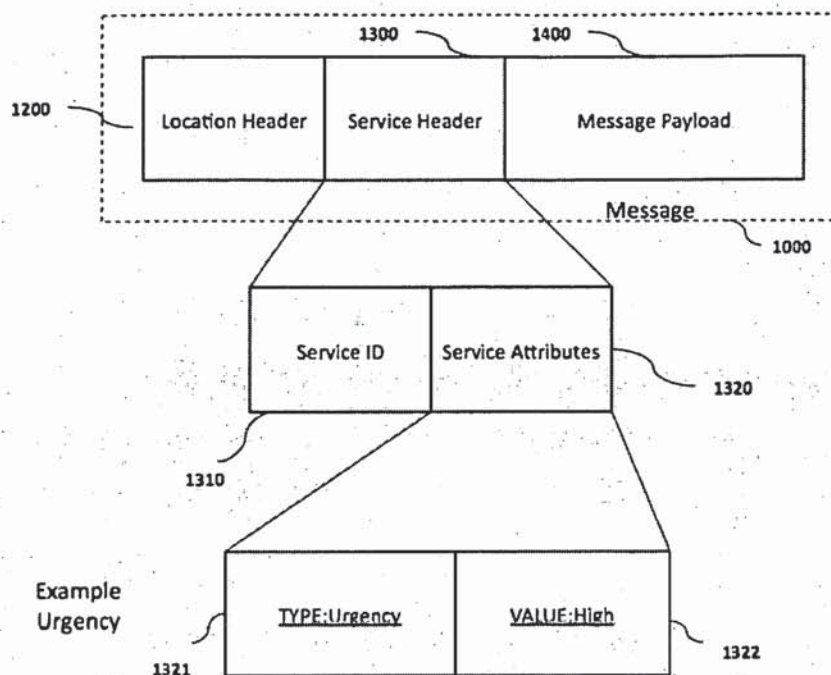 1300
1400
1200
Location Header
Service Header
Message Payload
Message
1000
Service ID
Service Attributes
1320
1310
Example
Urgency
TYPE:Urgency
VALUE:High
1321
1322